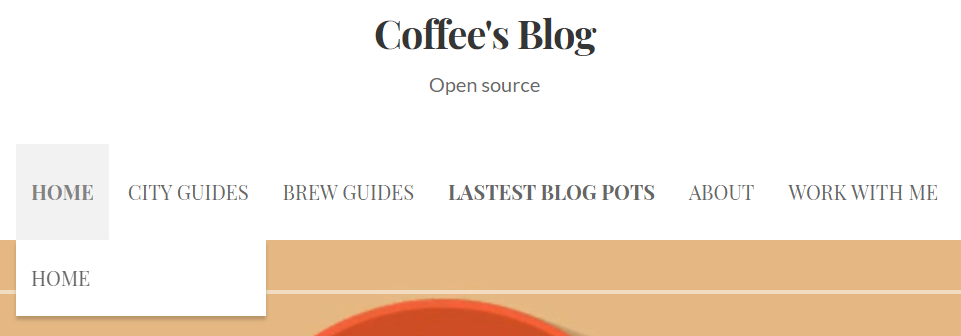 Coffee's Blog
Open source
HOME CITY GUIDES BREW GUIDES LASTEST BLOG POTS ABOUT WORK WITH ME
HOME